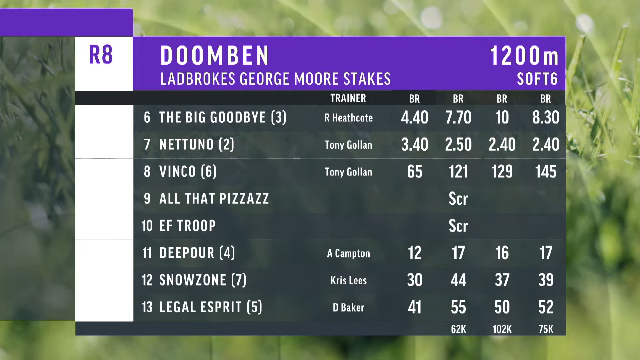 R8 DOOMBEN 1200m
LADBROKES GEORGE MOORE STAKES SOFT6
TRAINER BR BR BR BR
6 THE BIG GOODBYE (3) R Heathcote 4.40 7.70 10 8.30
7 NETTUNO (2) Tony Gollan 3.40 2.50 2.40 2.40
8 VINCO (6) Tony Gollan 65 121 129 145
9 ALL THAT PIZZAZZ Scr
10 EF TROOP Scr
11 DEEPOUR (4) A Campton 12 17 16 17
12 SNOWZONE (7) Kris Lees 30 44 37 39
13 LEGAL ESPRIT (5) D Baker 41 55 50 52
62K 102K 75K